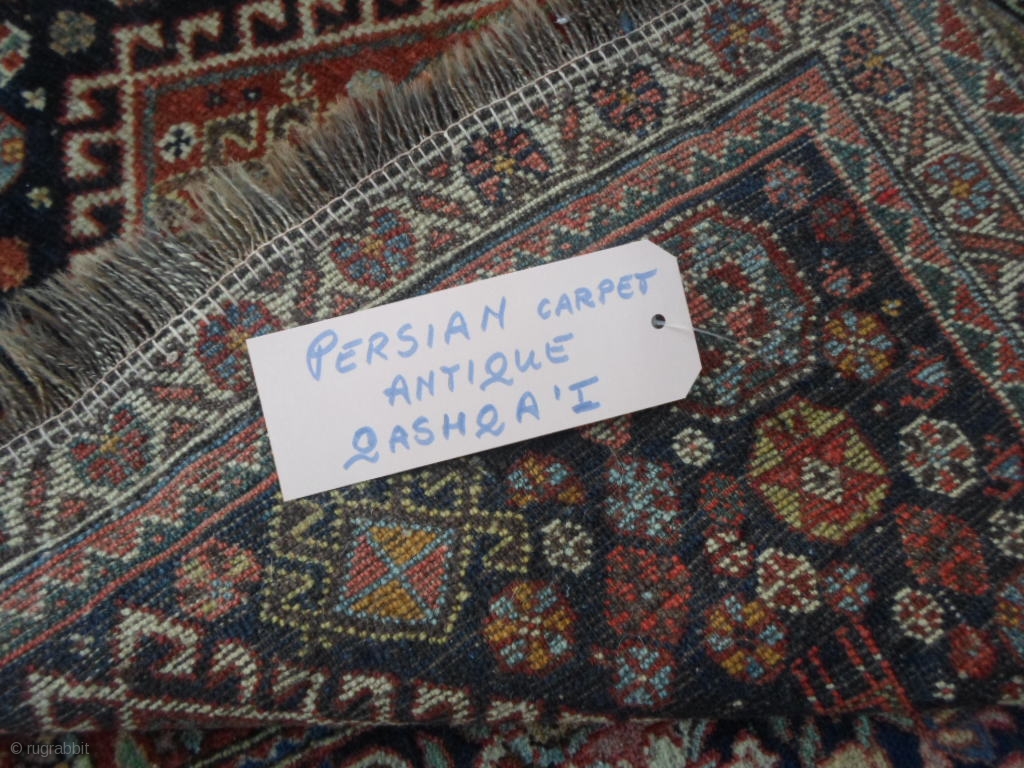 PERSIAN CARPET
ANTIQUE
QASHQA'I
© rugrabbit